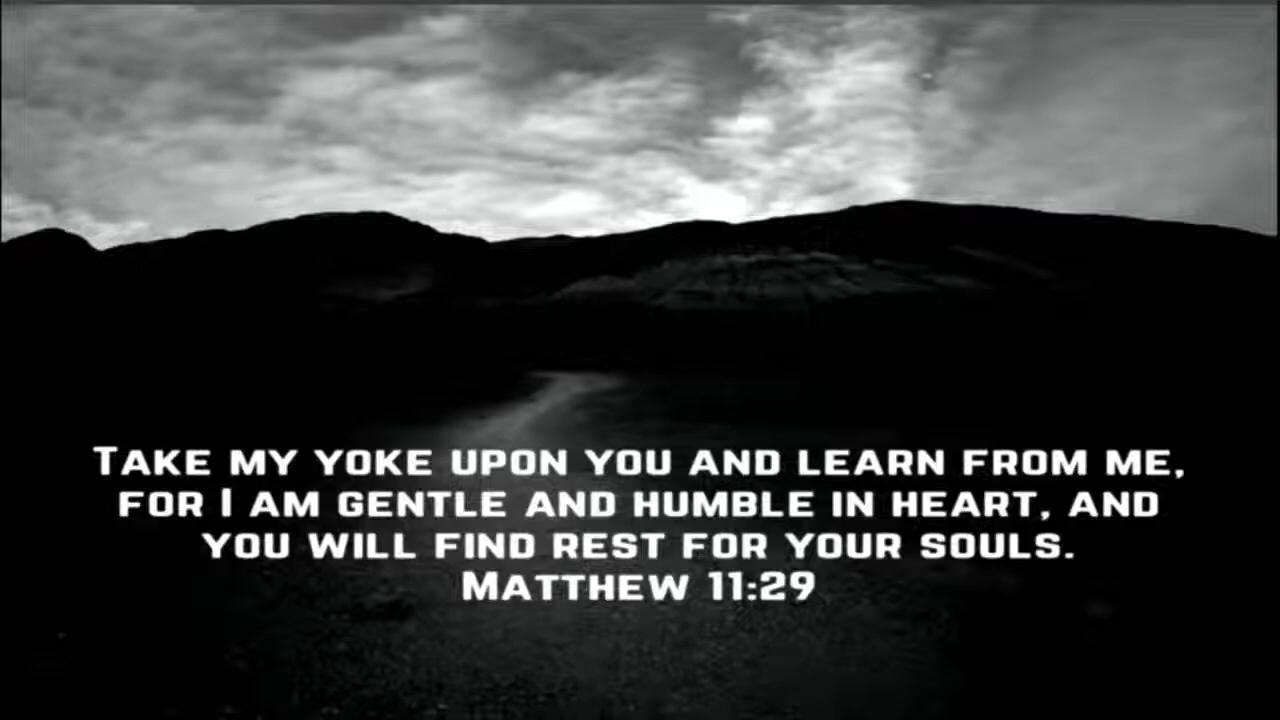 Take my yoke upon you and learn from me,
for I am gentle and humble in heart, and
you will find rest for your souls.
Matthew 11:29